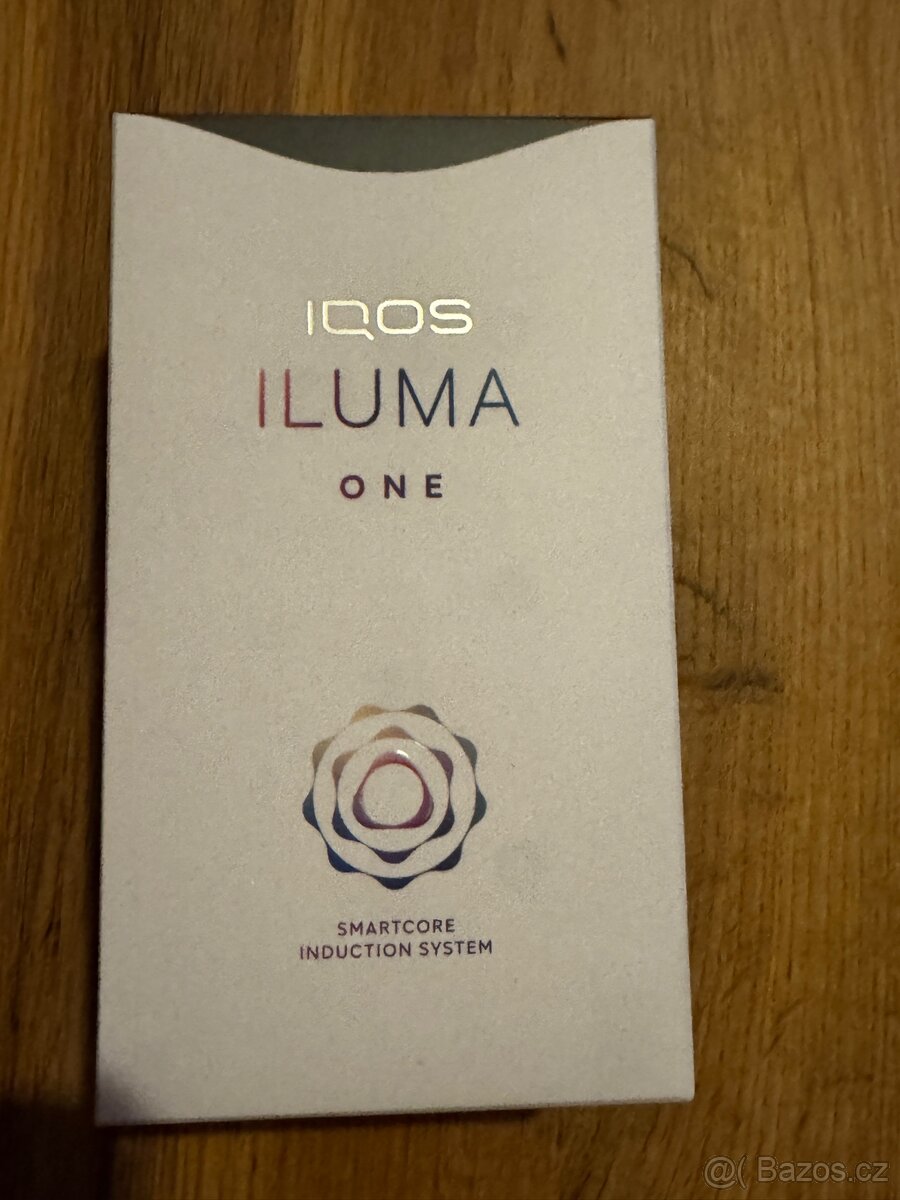 IQOS
ILUMA
ONE
SMARTCORE
INDUCTION SYSTEM
@( Bazos.cz